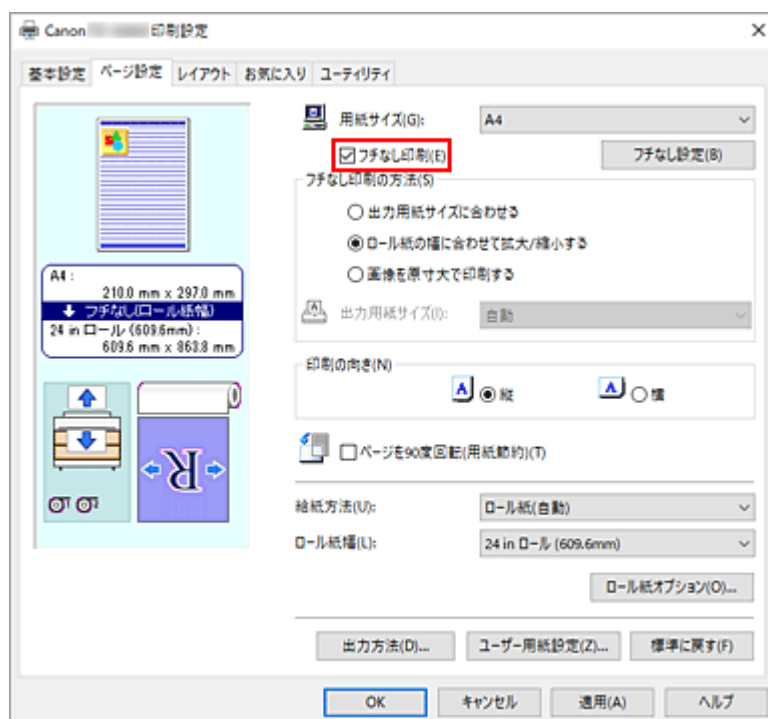 Canon 印刷設定
基本設定 ページ設定 レイアウト お気に入り ユーティリティ
用紙サイズ(G): A4
フチなし印刷(E) フチなし設定(B)
フチなし印刷の方法(S)
出力用紙サイズに合わせる
ロール紙の幅に合わせて拡大/縮小する
画像を原寸大で印刷する
出力用紙サイズ(I): 自動
A4 :
210.0 mm x 297.0 mm
フチなし(ロール紙幅)
24 in ロール (609.6mm) :
609.6 mm x 863.8 mm
印刷の向き(N)
A 縦 A 横
R
ページを90度回転(用紙節約)(T)
給紙方法(U): ロール紙(自動)
ロール紙幅(L): 24 in ロール (609.6mm)
ロール紙オプション(O)...
出力方法(D)... ユーザー用紙設定(Z)... 標準に戻す(F)
OK キャンセル 適用(A) ヘルプ